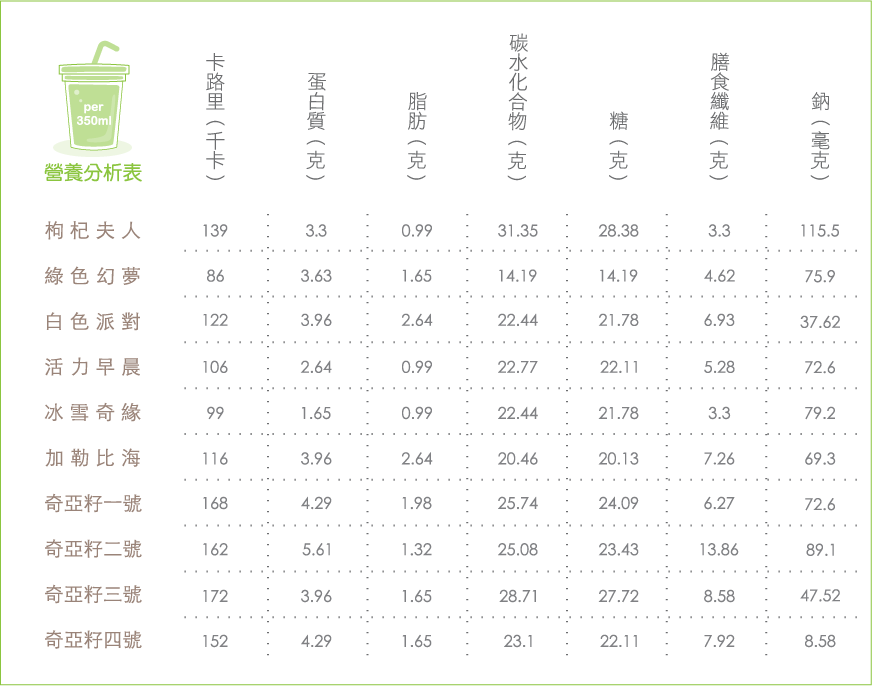 per
350ml
營養分析表
卡路里（千卡） 蛋白質（克） 脂肪（克） 碳水化合物（克） 糖（克） 膳食纖維（克） 鈉（毫克）
枸杞夫人 139 3.3 0.99 31.35 28.38 3.3 115.5
綠色幻夢 86 3.63 1.65 14.19 14.19 4.62 75.9
白色派對 122 3.96 2.64 22.44 21.78 6.93 37.62
活力早晨 106 2.64 0.99 22.77 22.11 5.28 72.6
冰雪奇緣 99 1.65 0.99 22.44 21.78 3.3 79.2
加勒比海 116 3.96 2.64 20.46 20.13 7.26 69.3
奇亞籽一號 168 4.29 1.98 25.74 24.09 6.27 72.6
奇亞籽二號 162 5.61 1.32 25.08 23.43 13.86 89.1
奇亞籽三號 172 3.96 1.65 28.71 27.72 8.58 47.52
奇亞籽四號 152 4.29 1.65 23.1 22.11 7.92 8.58